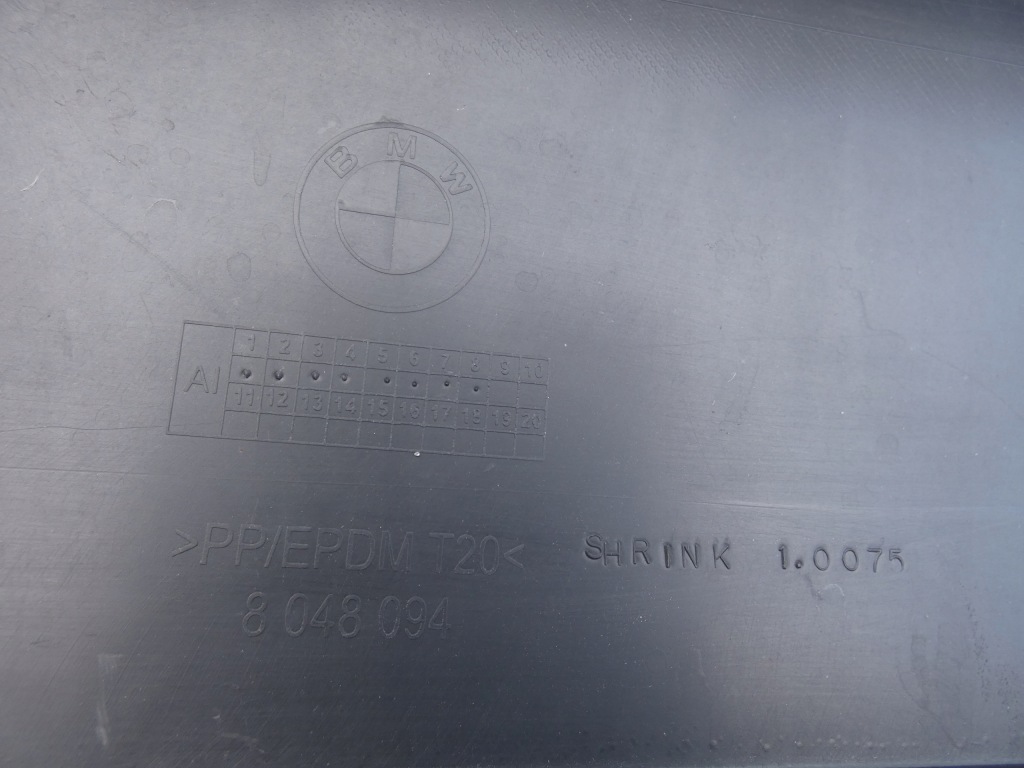 BMW
1 2 3 4 5 6 7 8 9 10
AI
11 12 13 14 15 16 17 18 19 20
>PP/EPDM T20< SHRINK 1.0075
8 048 094